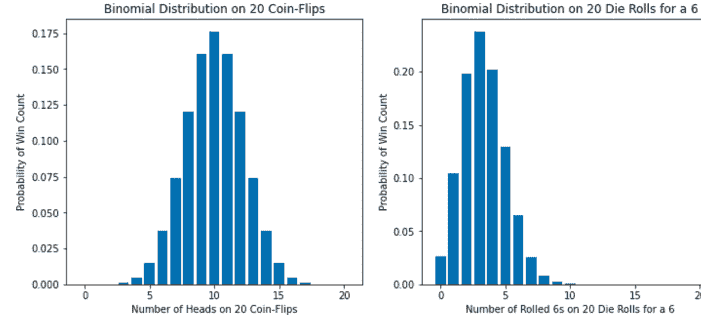 Binomial Distribution on 20 Coin-Flips
0.175
0.150
0.125
0.100
0.075
0.050
0.025
0.000
Probability of Win Count
0 5 10 15 20
Number of Heads on 20 Coin-Flips
Binomial Distribution on 20 Die Rolls for a 6
0.20
0.15
0.10
0.05
0.00
Probability of Win Count
0 5 10 15 20
Number of Rolled 6s on 20 Die Rolls for a 6